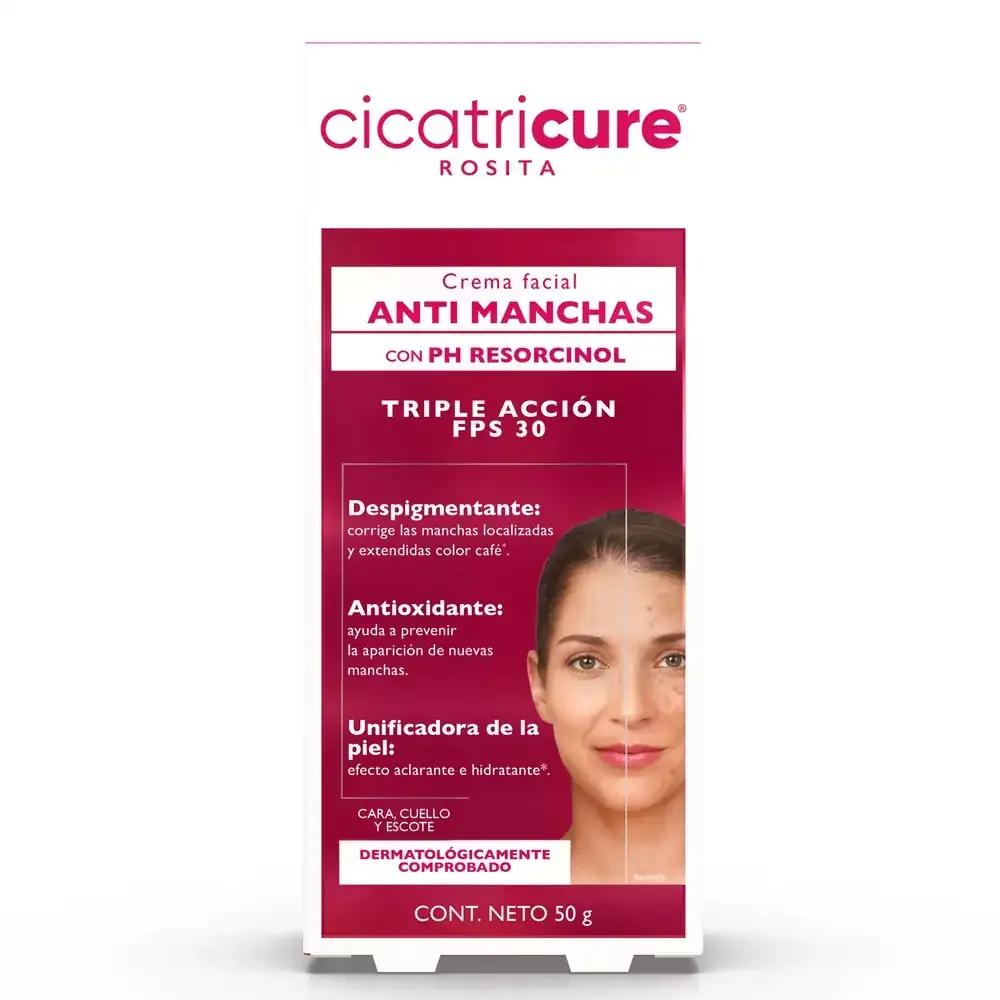 cicatricure®
ROSITA
Crema facial
ANTI MANCHAS
CON PH RESORCINOL
TRIPLE ACCIÓN
FPS 30
Despigmentante:
corrige las manchas localizadas
y extendidas color café*.
Antioxidante:
ayuda a prevenir
la aparición de nuevas
manchas.
Unificadora de la
piel:
efecto aclarante e hidratante*.
CARA, CUELLO
Y ESCOTE
DERMATOLÓGICAMENTE
COMPROBADO
CONT. NETO 50 g